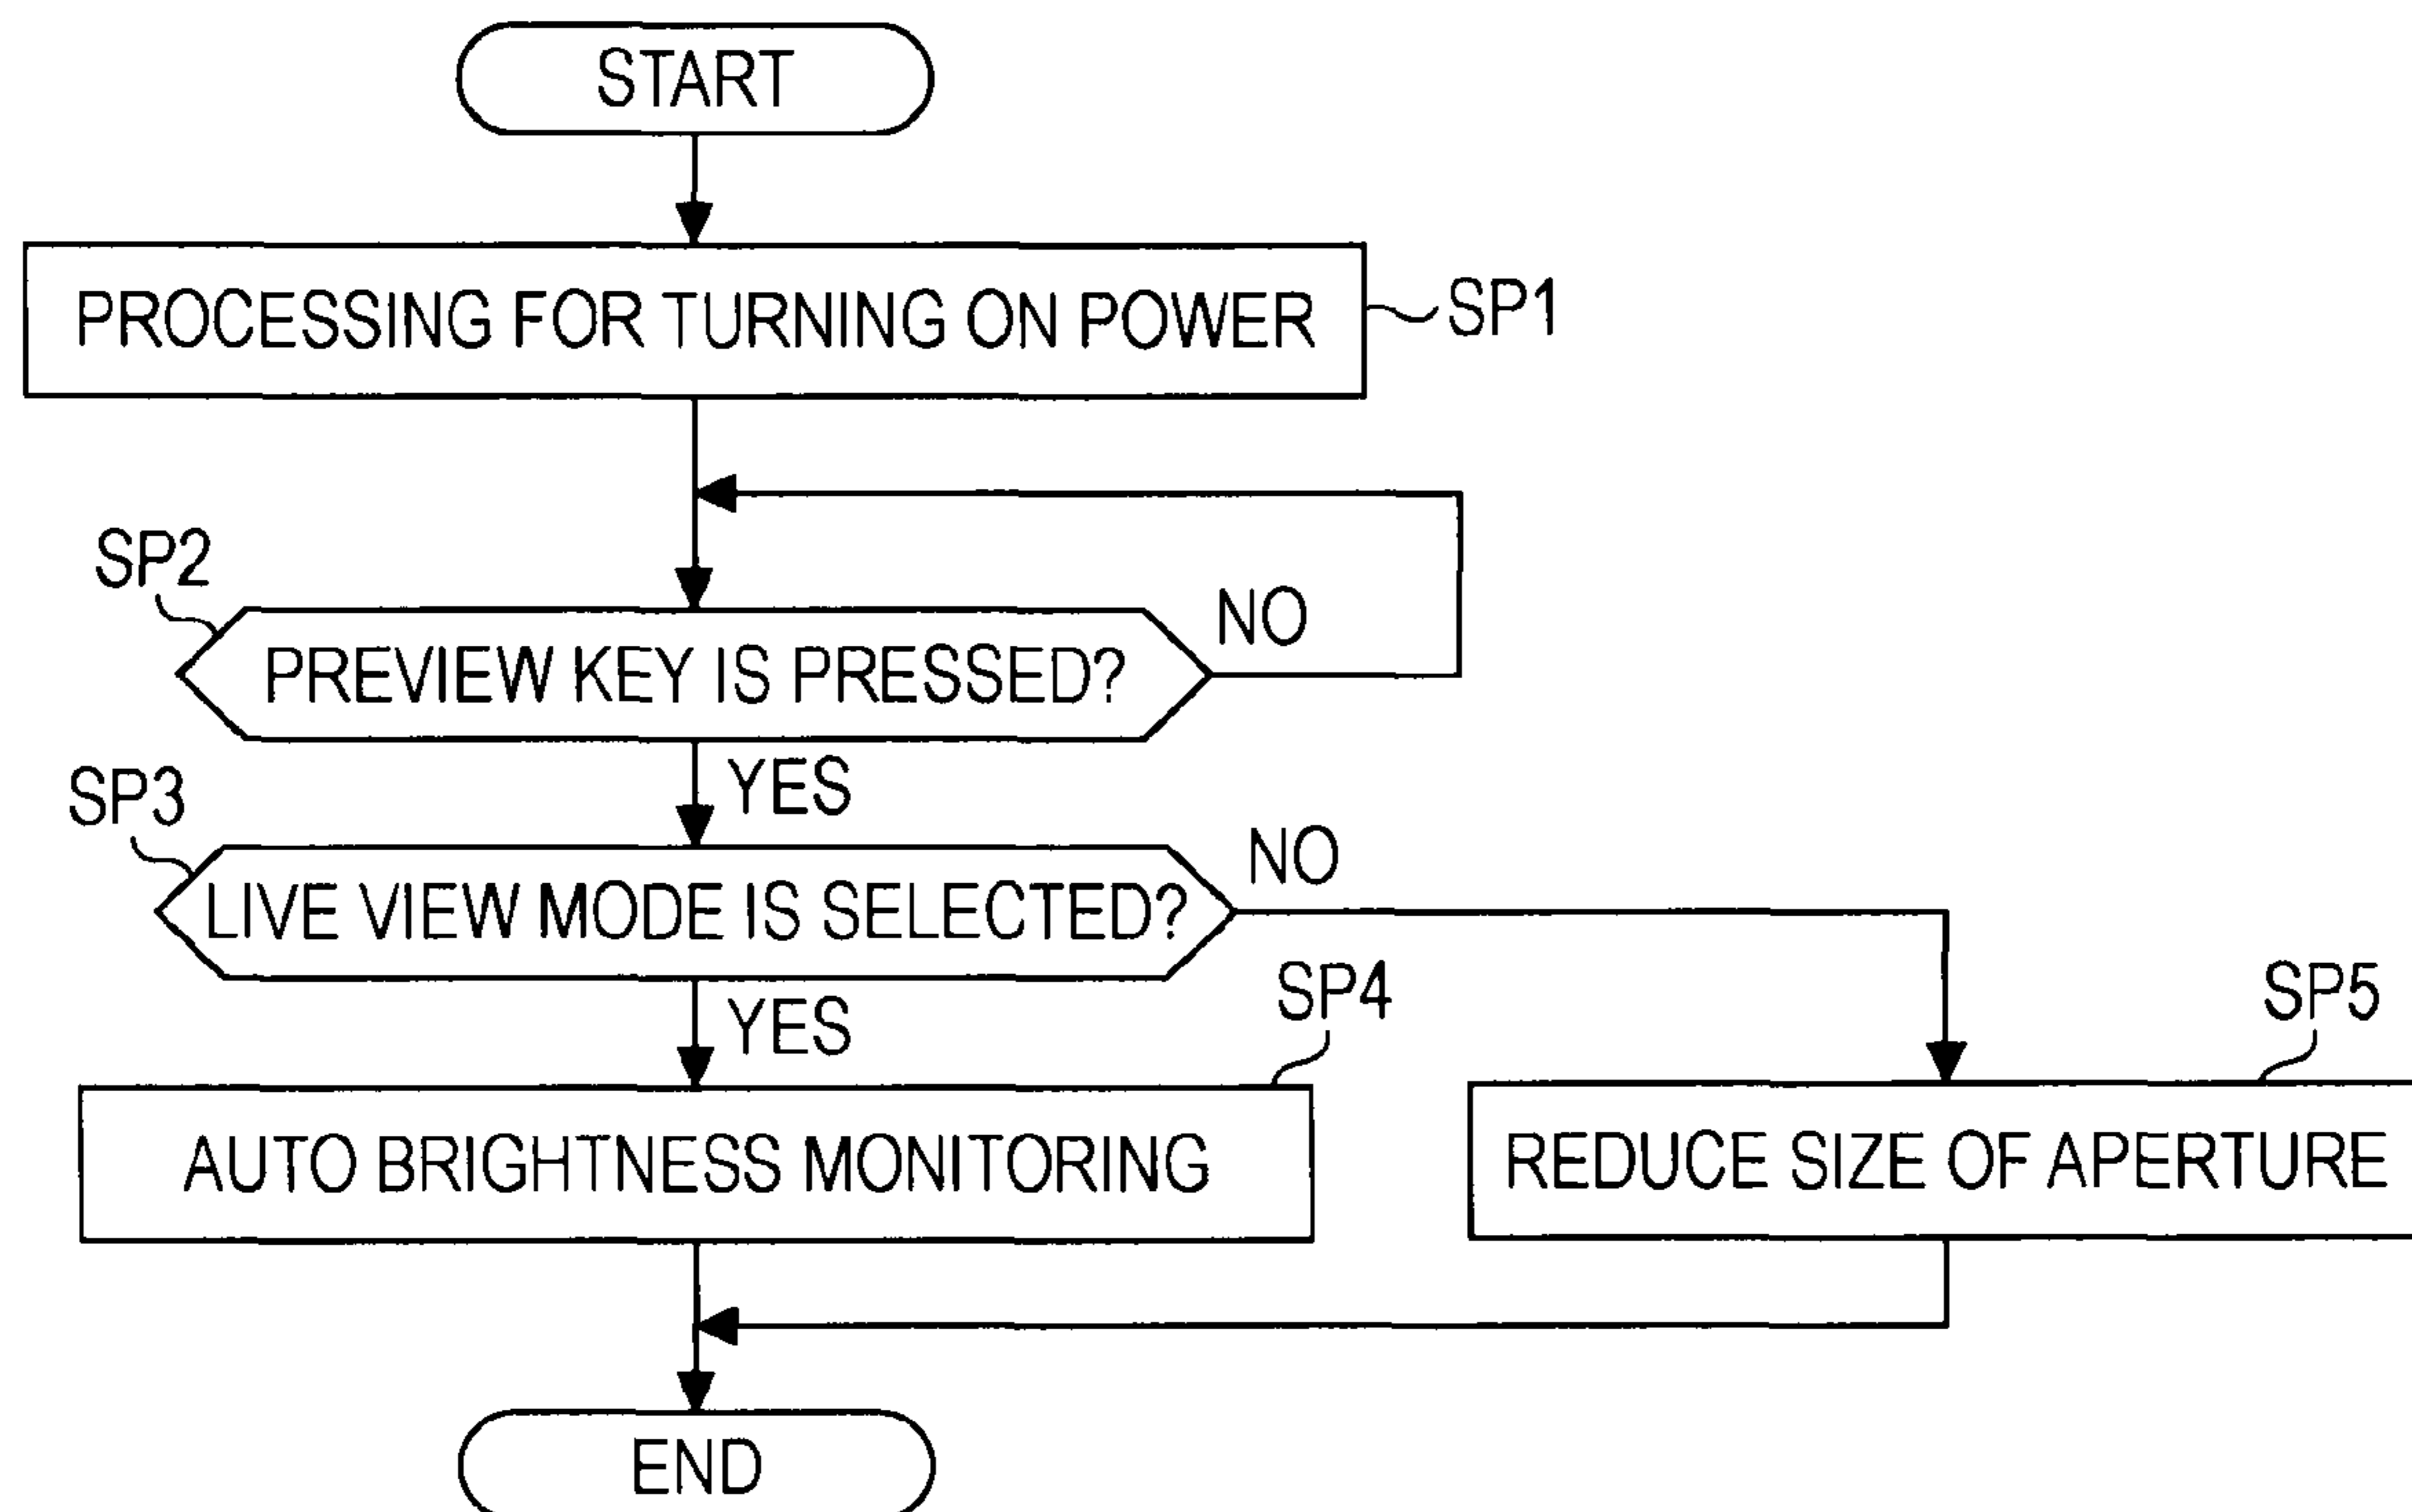 START
PROCESSING FOR TURNING ON POWER
SP1
SP2
NO
PREVIEW KEY IS PRESSED?
YES
SP3
NO
LIVE VIEW MODE IS SELECTED?
YES
SP4
SP5
AUTO BRIGHTNESS MONITORING
REDUCE SIZE OF APERTURE
END